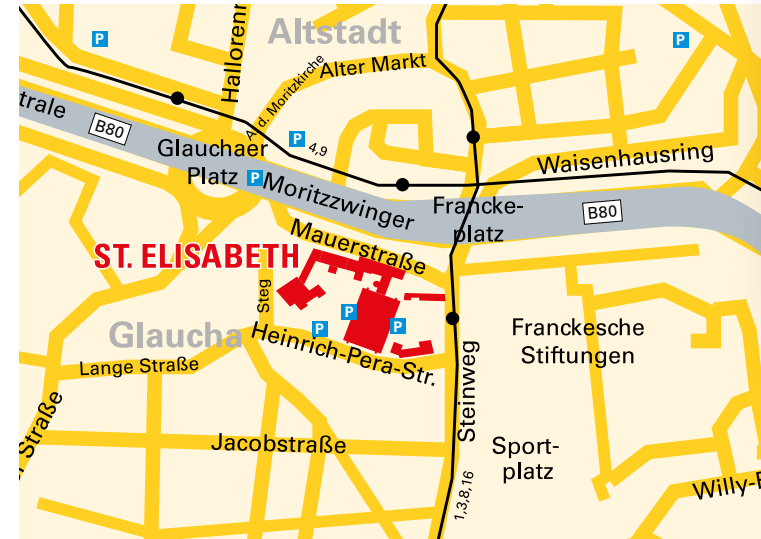 P
Altstadt
P
Hallorenr
Alter Markt
A. d. Moritzkirche
trale
B80
P
4,9
Glauchaer
Platz
P
Moritzzwinger
Waisenhausring
Francke-
platz
B80
Mauerstraße
ST. ELISABETH
Steg
P
P
P
Glaucha
Heinrich-Pera-Str.
Franckesche
Stiftungen
Lange Straße
Steinweg
r Straße
Jacobstraße
Sport-
platz
1,3,8,16
Willy-